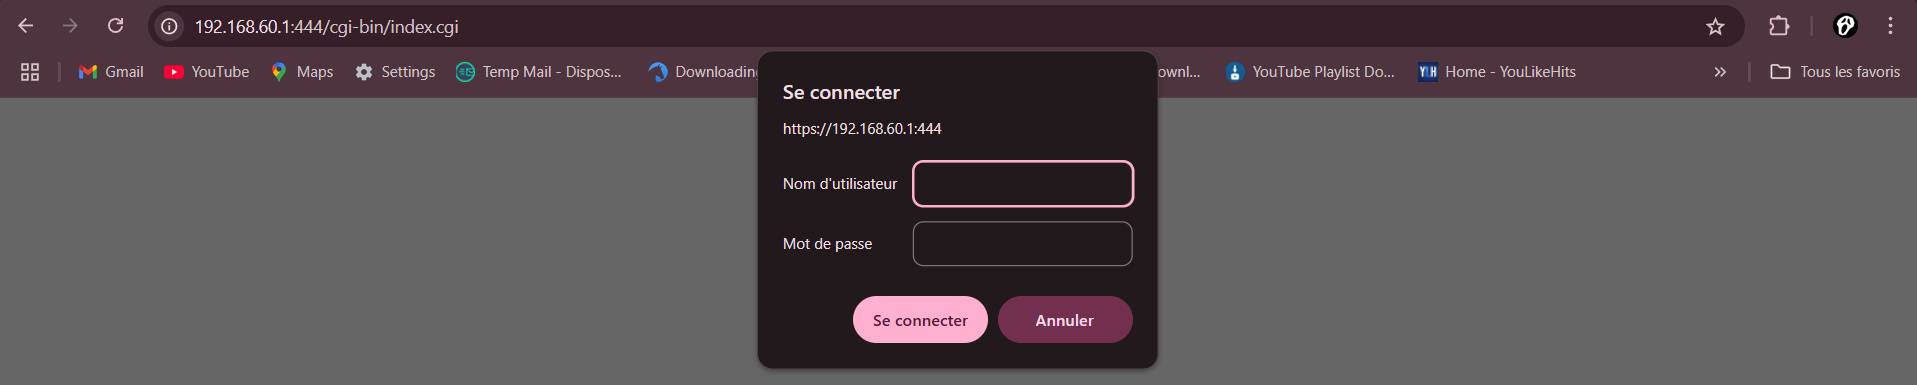 192.168.60.1:444/cgi-bin/index.cgi
Gmail YouTube Maps Settings Temp Mail - Dispos... Downloading ownl... YouTube Playlist Do... YLH Home - YouLikeHits » Tous les favoris
Se connecter
https://192.168.60.1:444
Nom d'utilisateur
Mot de passe
Se connecter Annuler